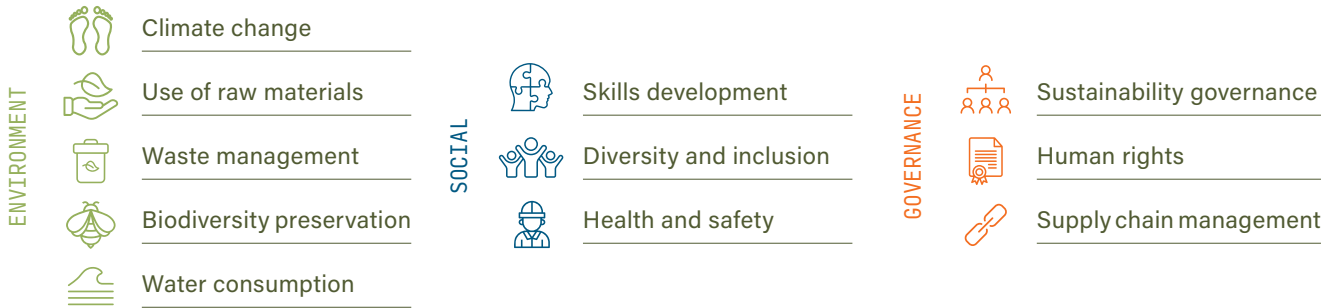 ENVIRONMENT
Climate change
Use of raw materials
Waste management
Biodiversity preservation
Water consumption
SOCIAL
Skills development
Diversity and inclusion
Health and safety
GOVERNANCE
Sustainability governance
Human rights
Supply chain management